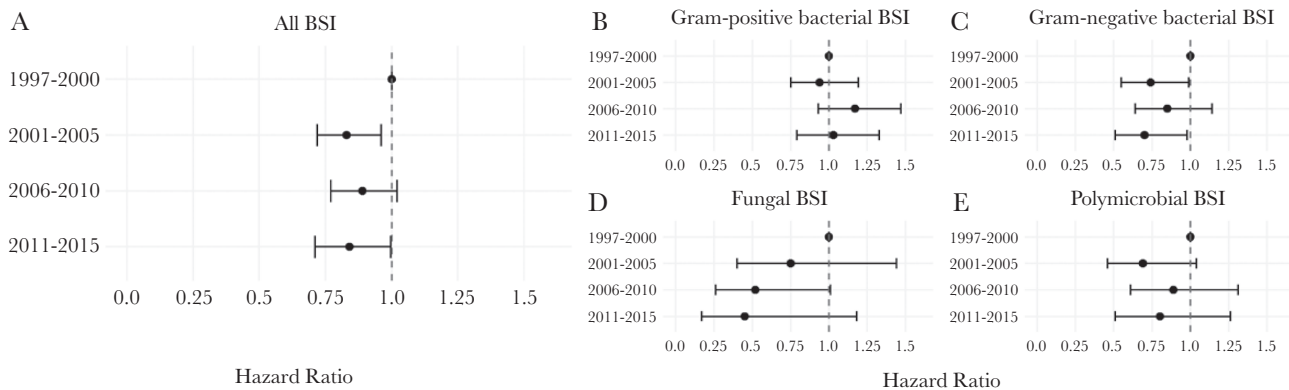 A
All BSI
1997-2000
2001-2005
2006-2010
2011-2015
0.0 0.25 0.5 0.75 1.0 1.25 1.5
Hazard Ratio
B
Gram-positive bacterial BSI
1997-2000
2001-2005
2006-2010
2011-2015
0.0 0.25 0.5 0.75 1.0 1.25 1.5
C
Gram-negative bacterial BSI
1997-2000
2001-2005
2006-2010
2011-2015
0.0 0.25 0.5 0.75 1.0 1.25 1.5
D
Fungal BSI
1997-2000
2001-2005
2006-2010
2011-2015
0.0 0.25 0.5 0.75 1.0 1.25 1.5
E
Polymicrobial BSI
1997-2000
2001-2005
2006-2010
2011-2015
0.0 0.25 0.5 0.75 1.0 1.25 1.5
Hazard Ratio